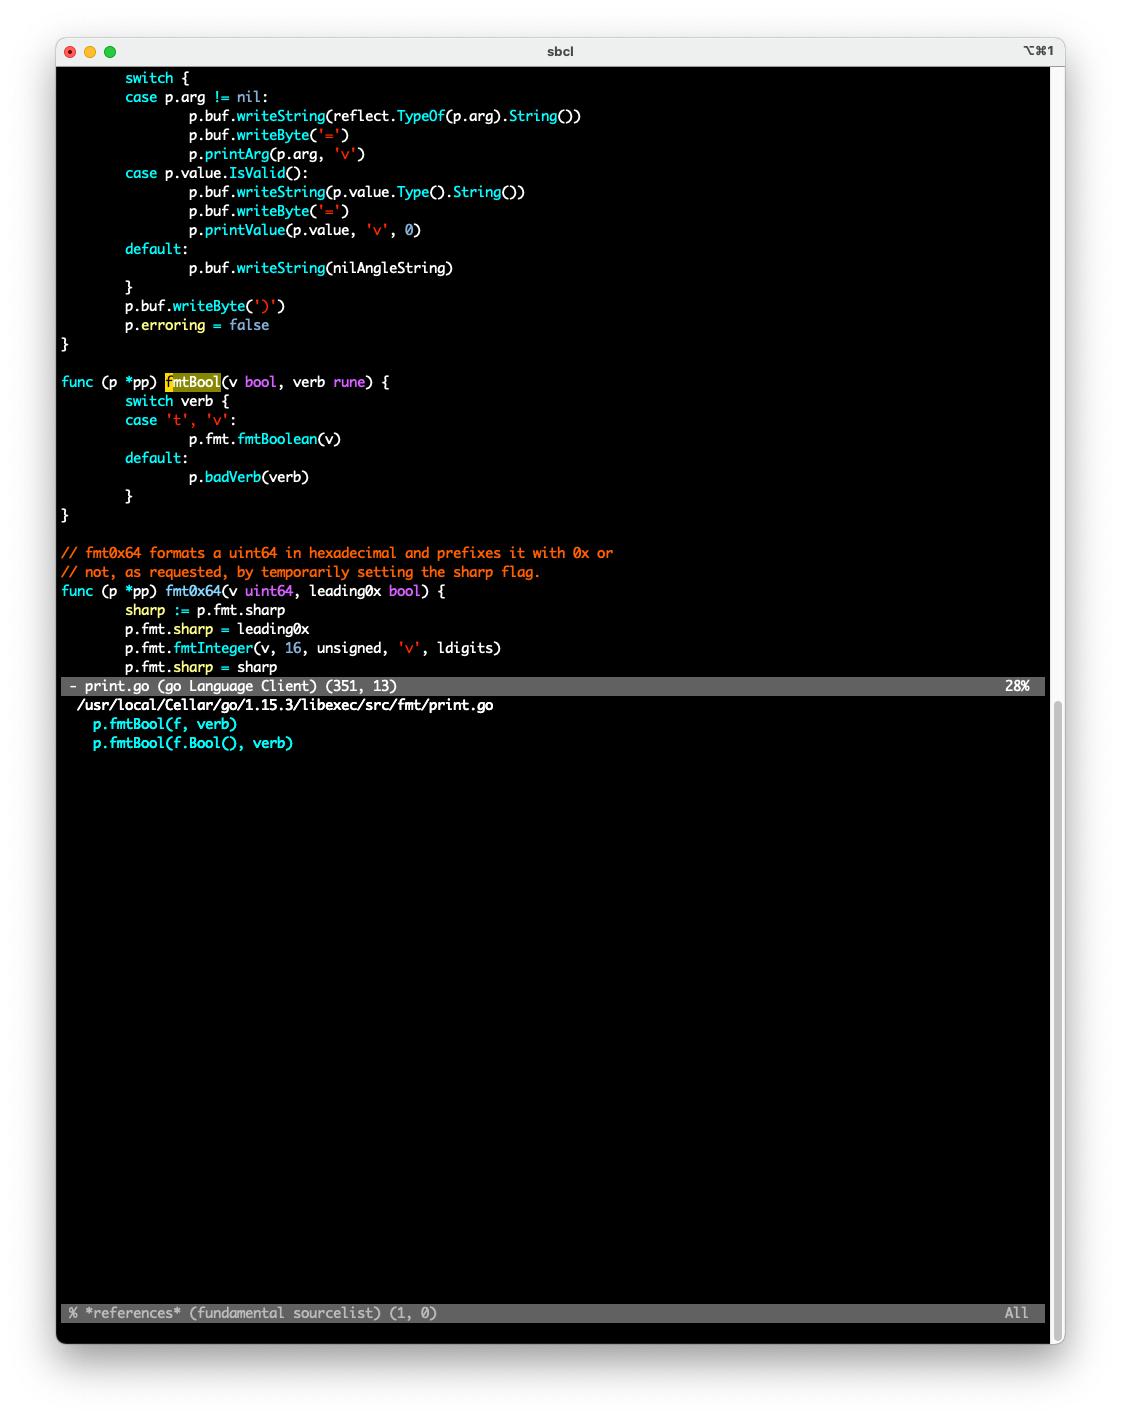 sbcl
⌥⌘1
switch {
case p.arg != nil:
p.buf.writeString(reflect.TypeOf(p.arg).String())
p.buf.writeByte('=')
p.printArg(p.arg, 'v')
case p.value.IsValid():
p.buf.writeString(p.value.Type().String())
p.buf.writeByte('=')
p.printValue(p.value, 'v', 0)
default:
p.buf.writeString(nilAngleString)
}
p.buf.writeByte(')')
p.erroring = false
}
func (p *pp) fmtBool(v bool, verb rune) {
switch verb {
case 't', 'v':
p.fmt.fmtBoolean(v)
default:
p.badVerb(verb)
}
}
// fmt0x64 formats a uint64 in hexadecimal and prefixes it with 0x or
// not, as requested, by temporarily setting the sharp flag.
func (p *pp) fmt0x64(v uint64, leading0x bool) {
sharp := p.fmt.sharp
p.fmt.sharp = leading0x
p.fmt.fmtInteger(v, 16, unsigned, 'v', ldigits)
p.fmt.sharp = sharp
- print.go (go Language Client) (351, 13) 28%
/usr/local/Cellar/go/1.15.3/libexec/src/fmt/print.go
p.fmtBool(f, verb)
p.fmtBool(f.Bool(), verb)
% *references* (fundamental sourcelist) (1, 0) All